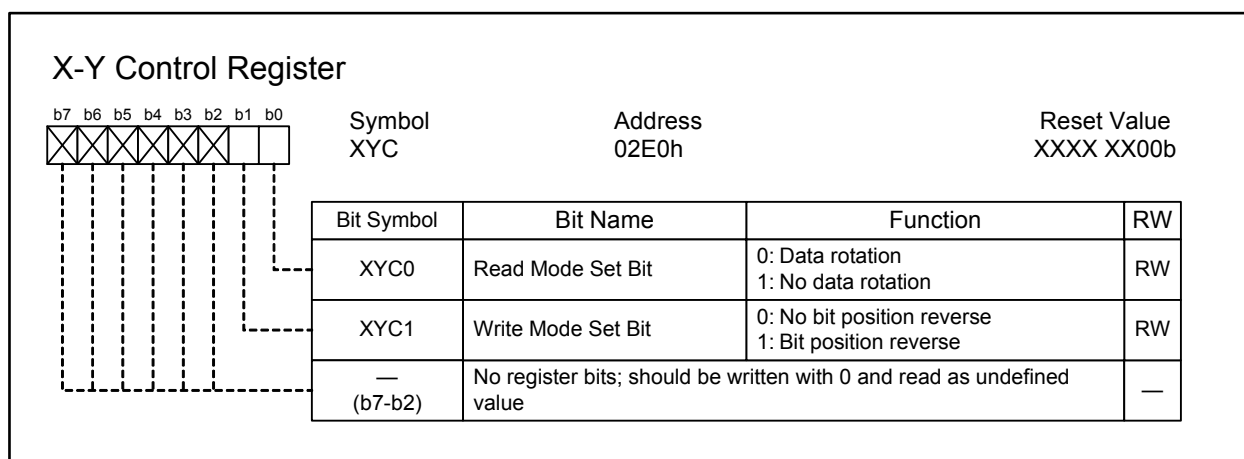 X-Y Control Register
b7 b6 b5 b4 b3 b2 b1 b0
Symbol Address Reset Value
XYC 02E0h XXXX XX00b
Bit Symbol Bit Name Function RW
XYC0 Read Mode Set Bit 0: Data rotation RW
1: No data rotation
XYC1 Write Mode Set Bit 0: No bit position reverse RW
1: Bit position reverse
— No register bits; should be written with 0 and read as undefined —
(b7-b2) value